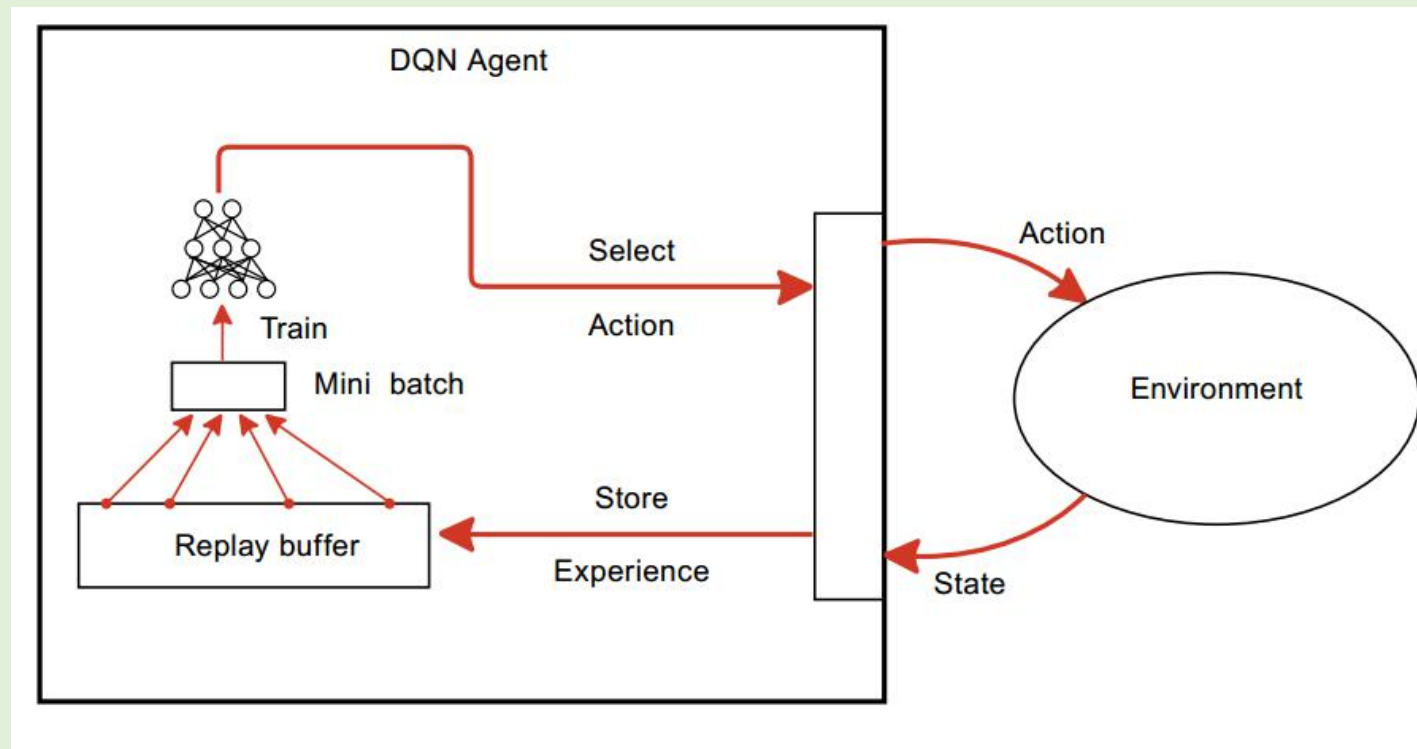 DQN Agent
Select
Action
Action
Train
Mini batch
Environment
Store
Replay buffer
Experience
State